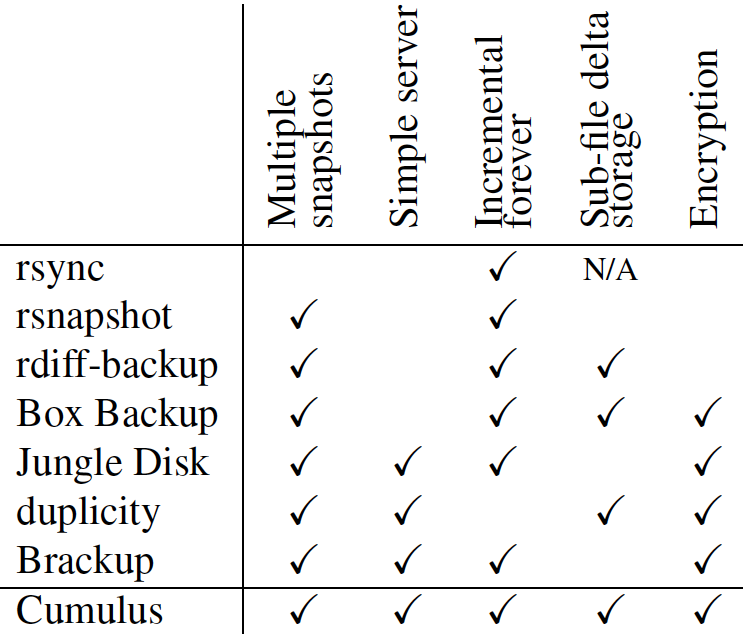 Multiple
snapshots
Simple server
Incremental
forever
Sub-file delta
storage
Encryption
rsync ✓ N/A
rsnapshot ✓ ✓
rdiff-backup ✓ ✓ ✓
Box Backup ✓ ✓ ✓ ✓
Jungle Disk ✓ ✓ ✓ ✓
duplicity ✓ ✓ ✓ ✓
Brackup ✓ ✓ ✓ ✓
Cumulus ✓ ✓ ✓ ✓ ✓